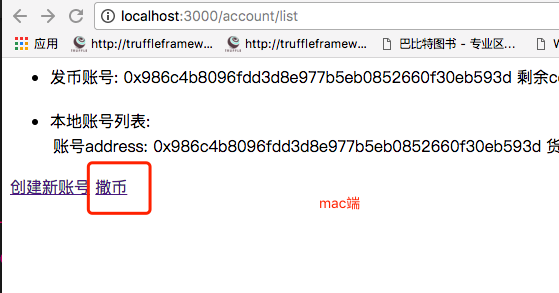 localhost:3000/account/list
应用 http://truffleframew... http://truffleframew... 巴比特图书 - 专业区...
发币账号: 0x986c4b8096fdd3d8e977b5eb0852660f30eb593d 剩余c
本地账号列表:
账号address: 0x986c4b8096fdd3d8e977b5eb0852660f30eb593d 货
创建新账号 撒币
mac端